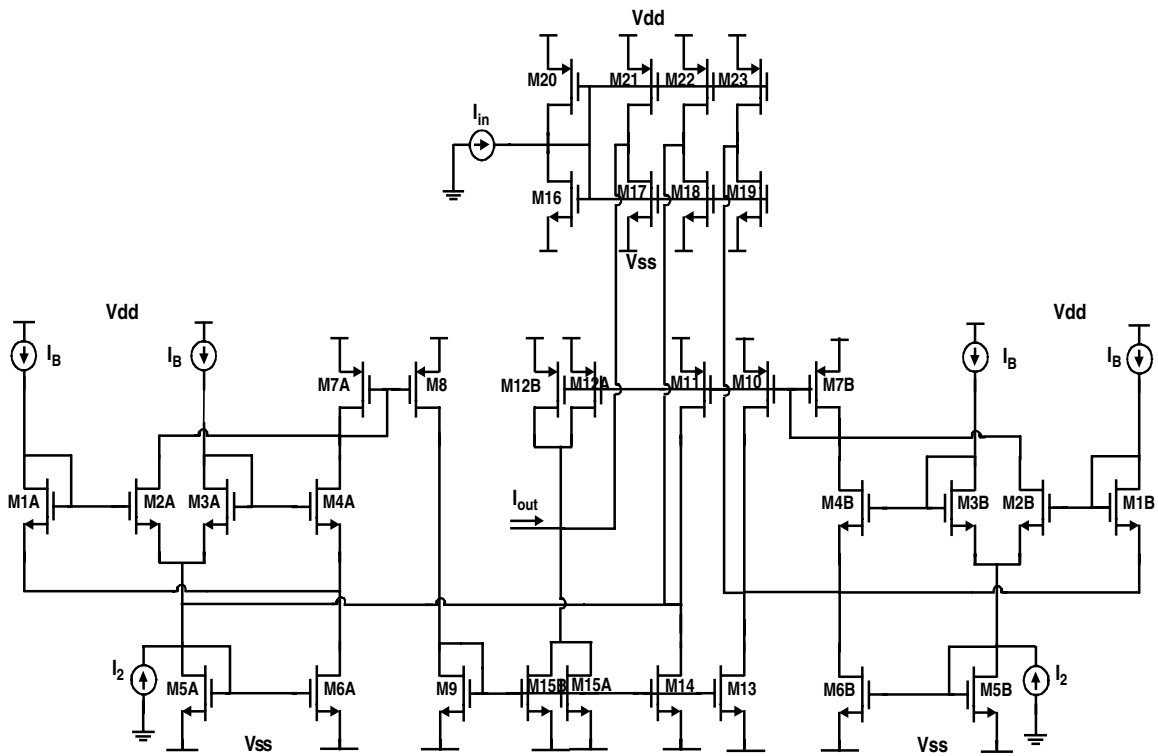 Vdd
M20 M21 M22 M23
I_in
M16 M17 M18 M19
Vss
Vdd Vdd
I_B I_B I_B I_B
M7A M8 M12B M12A M11 M10 M7B
M1A M2A M3A M4A M4B M3B M2B M1B
I_out
I_2 I_2
M5A M6A M9 M15B M15A M14 M13 M6B M5B
Vss Vss